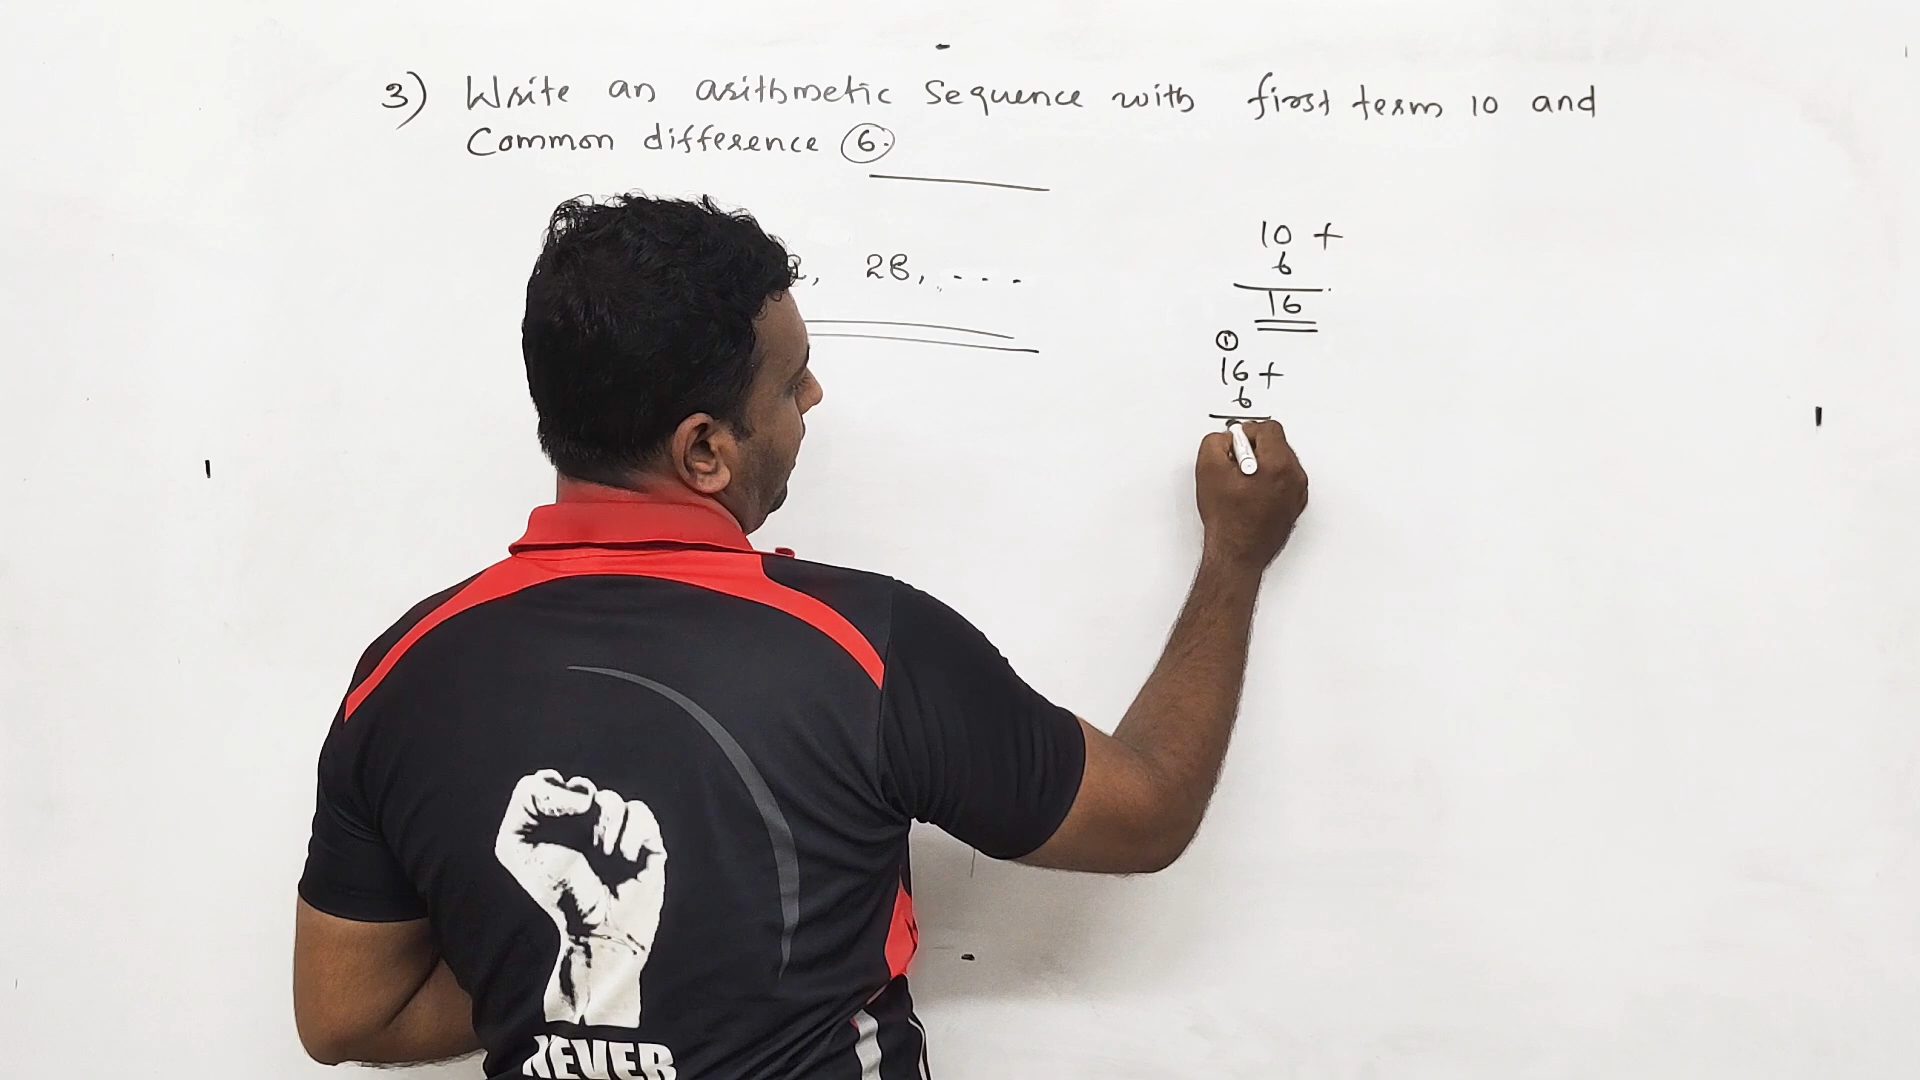 3) Write an arithmetic sequence with first term 10 and
Common difference 6.
28, ....
10 +
6
16
1
16 +
6
NEVER